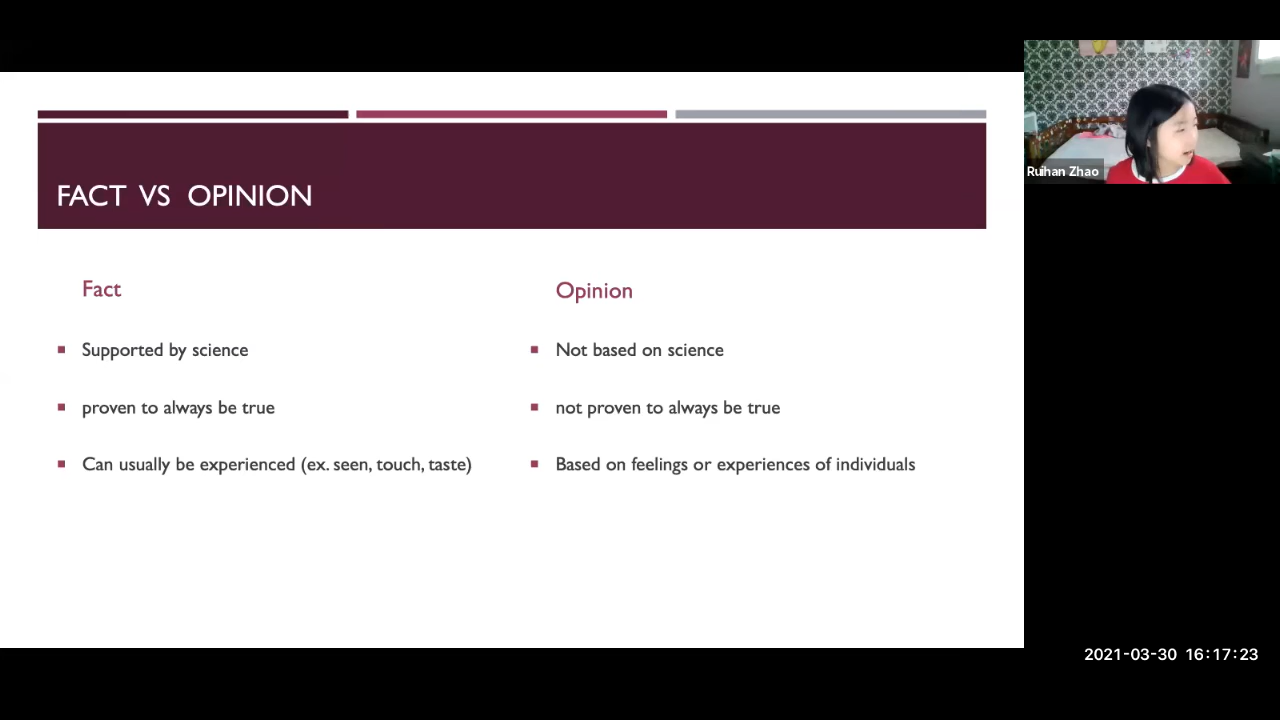 FACT VS OPINION
Fact
Supported by science
proven to always be true
Can usually be experienced (ex. seen, touch, taste)
Opinion
Not based on science
not proven to always be true
Based on feelings or experiences of individuals
Ruihan Zhao
2021-03-30 16:17:23